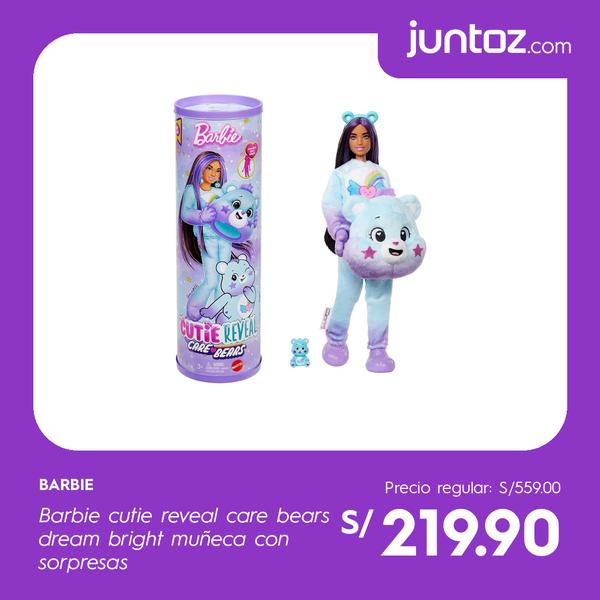 juntoz.com
Barbie
CUTIE REVEAL
CARE BEARS
BARBIE
Barbie cutie reveal care bears
dream bright muñeca con
sorpresas
Precio regular: S/559.00
S/ 219.90